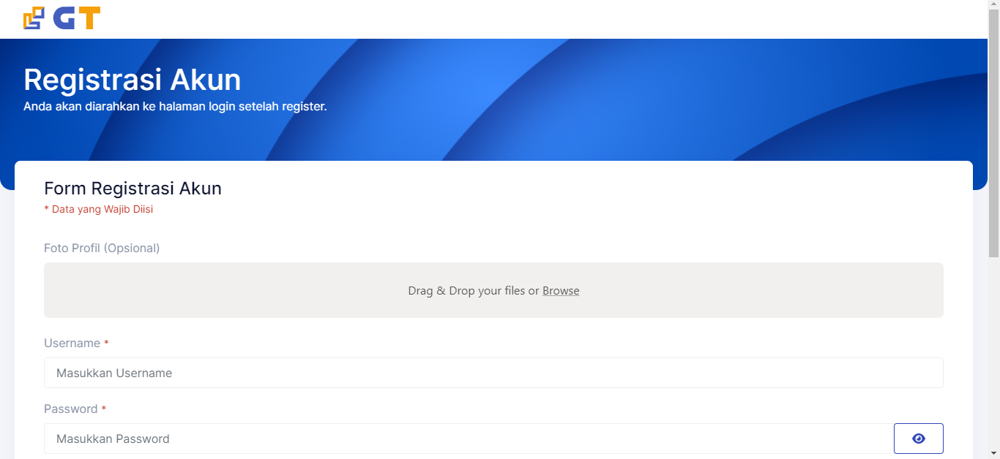 GT
Registrasi Akun
Anda akan diarahkan ke halaman login setelah register.
Form Registrasi Akun
* Data yang Wajib Diisi
Foto Profil (Opsional)
Drag & Drop your files or Browse
Username *
Masukkan Username
Password *
Masukkan Password